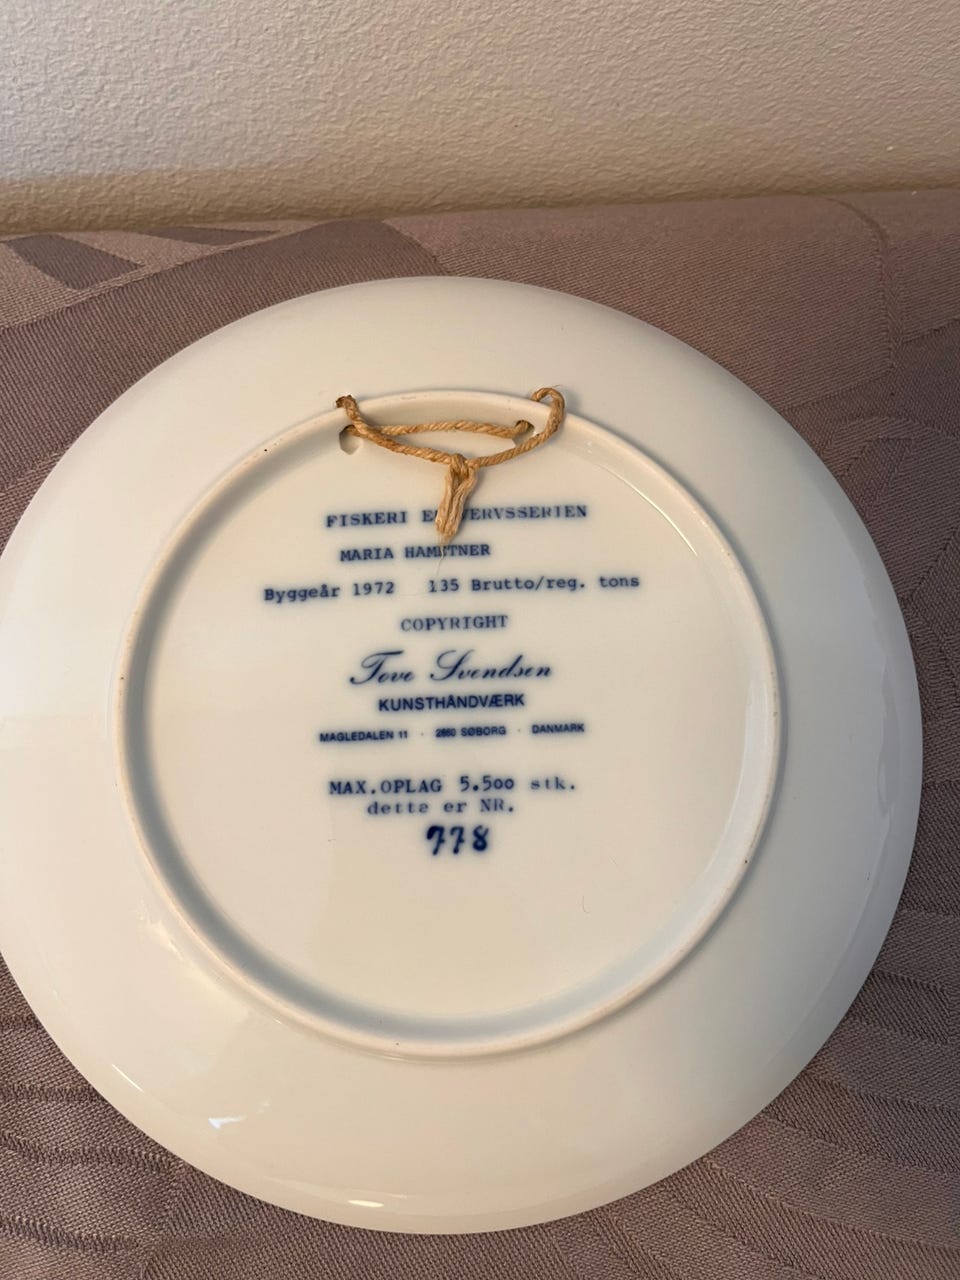 FISKERI
MARIA HAMETNER
Byggeår 1972 135 Brutto/reg. tons
COPYRIGHT
Tove Svendsen
KUNSTHÅNDVÆRK
MAGLEDALEN 11 · 2860 SØBORG · DANMARK
MAX.OPLAG 5.500 stk.
dette er NR.
778